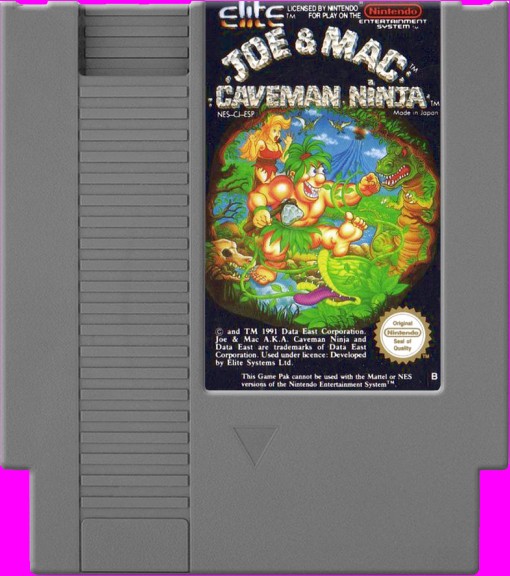 elite TM
LICENSED BY NINTENDO
FOR PLAY ON THE
Nintendo
ENTERTAINMENT
SYSTEM TM
JOE & MAC TM
CAVEMAN NINJA TM
NES-CJ-ESP
Made in Japan
© and TM 1991 Data East Corporation.
Joe & Mac A.K.A. Caveman Ninja and
Data East are trademarks of Data East
Corporation. Used under licence: Developed
by Elite Systems Ltd.
Original
Nintendo
Seal of
Quality
TM
This Game Pak cannot be used with the Mattel or NES
versions of the Nintendo Entertainment System™.
B